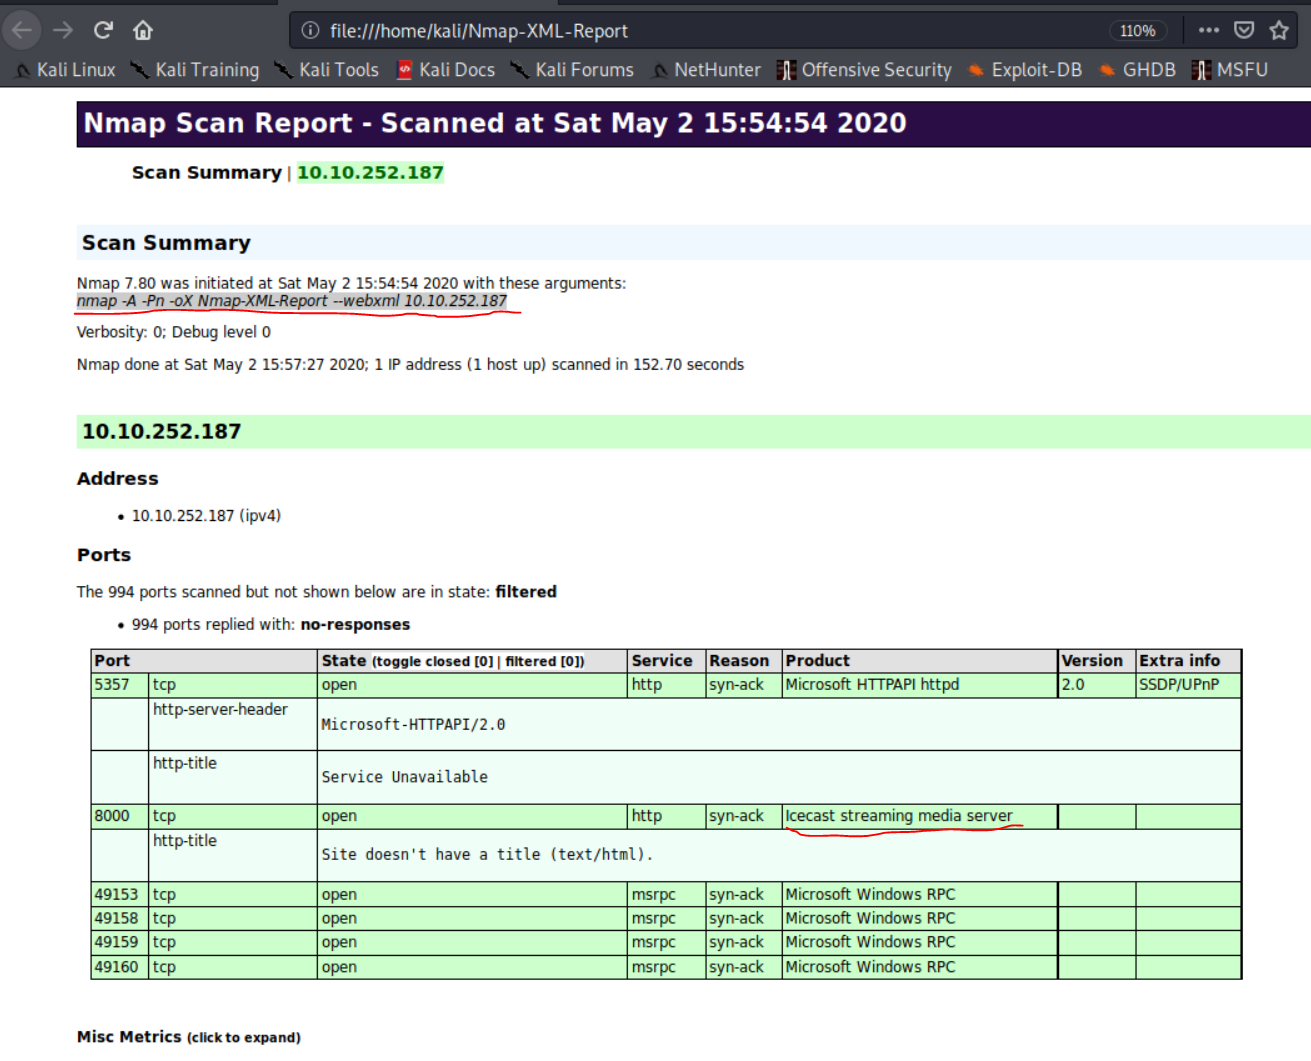 file:///home/kali/Nmap-XML-Report 110%
Kali Linux Kali Training Kali Tools Kali Docs Kali Forums NetHunter Offensive Security Exploit-DB GHDB MSFU
Nmap Scan Report - Scanned at Sat May 2 15:54:54 2020
Scan Summary | 10.10.252.187
Scan Summary
Nmap 7.80 was initiated at Sat May 2 15:54:54 2020 with these arguments:
nmap -A -Pn -oX Nmap-XML-Report --webxml 10.10.252.187
Verbosity: 0; Debug level 0
Nmap done at Sat May 2 15:57:27 2020; 1 IP address (1 host up) scanned in 152.70 seconds
10.10.252.187
Address
• 10.10.252.187 (ipv4)
Ports
The 994 ports scanned but not shown below are in state: filtered
• 994 ports replied with: no-responses
Port State (toggle closed [0] | filtered [0]) Service Reason Product Version Extra info
5357 tcp open http syn-ack Microsoft HTTPAPI httpd 2.0 SSDP/UPnP
http-server-header Microsoft-HTTPAPI/2.0
http-title Service Unavailable
8000 tcp open http syn-ack Icecast streaming media server
http-title Site doesn't have a title (text/html).
49153 tcp open msrpc syn-ack Microsoft Windows RPC
49158 tcp open msrpc syn-ack Microsoft Windows RPC
49159 tcp open msrpc syn-ack Microsoft Windows RPC
49160 tcp open msrpc syn-ack Microsoft Windows RPC
Misc Metrics (click to expand)